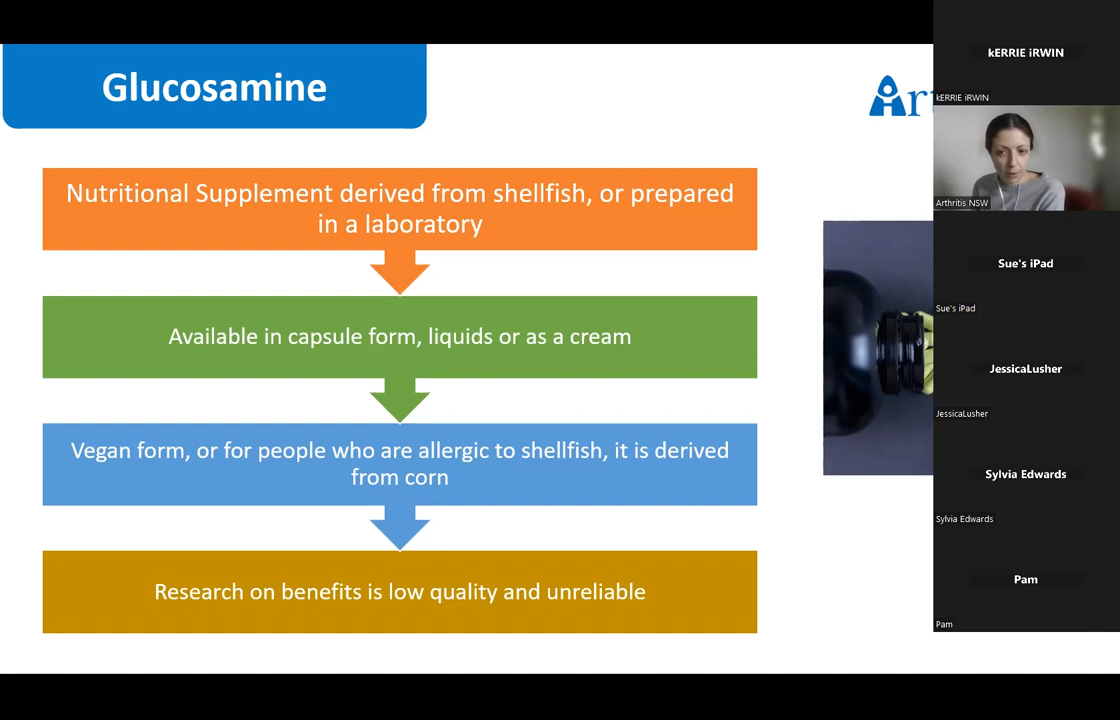 Glucosamine
Nutritional Supplement derived from shellfish, or prepared
in a laboratory
Available in capsule form, liquids or as a cream
Vegan form, or for people who are allergic to shellfish, it is derived
from corn
Research on benefits is low quality and unreliable
Art
kERRIE iRWIN
kERRIE iRWIN
Arthritis NSW
Sue's iPad
Sue's iPad
JessicaLusher
JessicaLusher
Sylvia Edwards
Sylvia Edwards
Pam
Pam